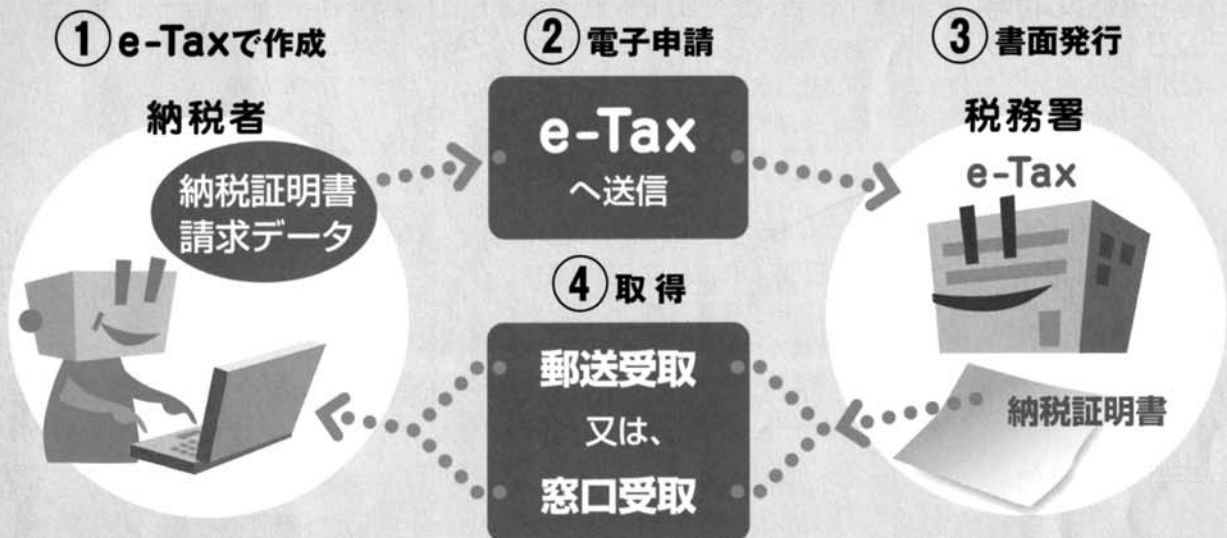 ① e-Taxで作成
納税者
納税証明書
請求データ
② 電子申請
e-Tax
へ送信
③ 書面発行
税務署
e-Tax
納税証明書
④ 取得
郵送受取
又は、
窓口受取